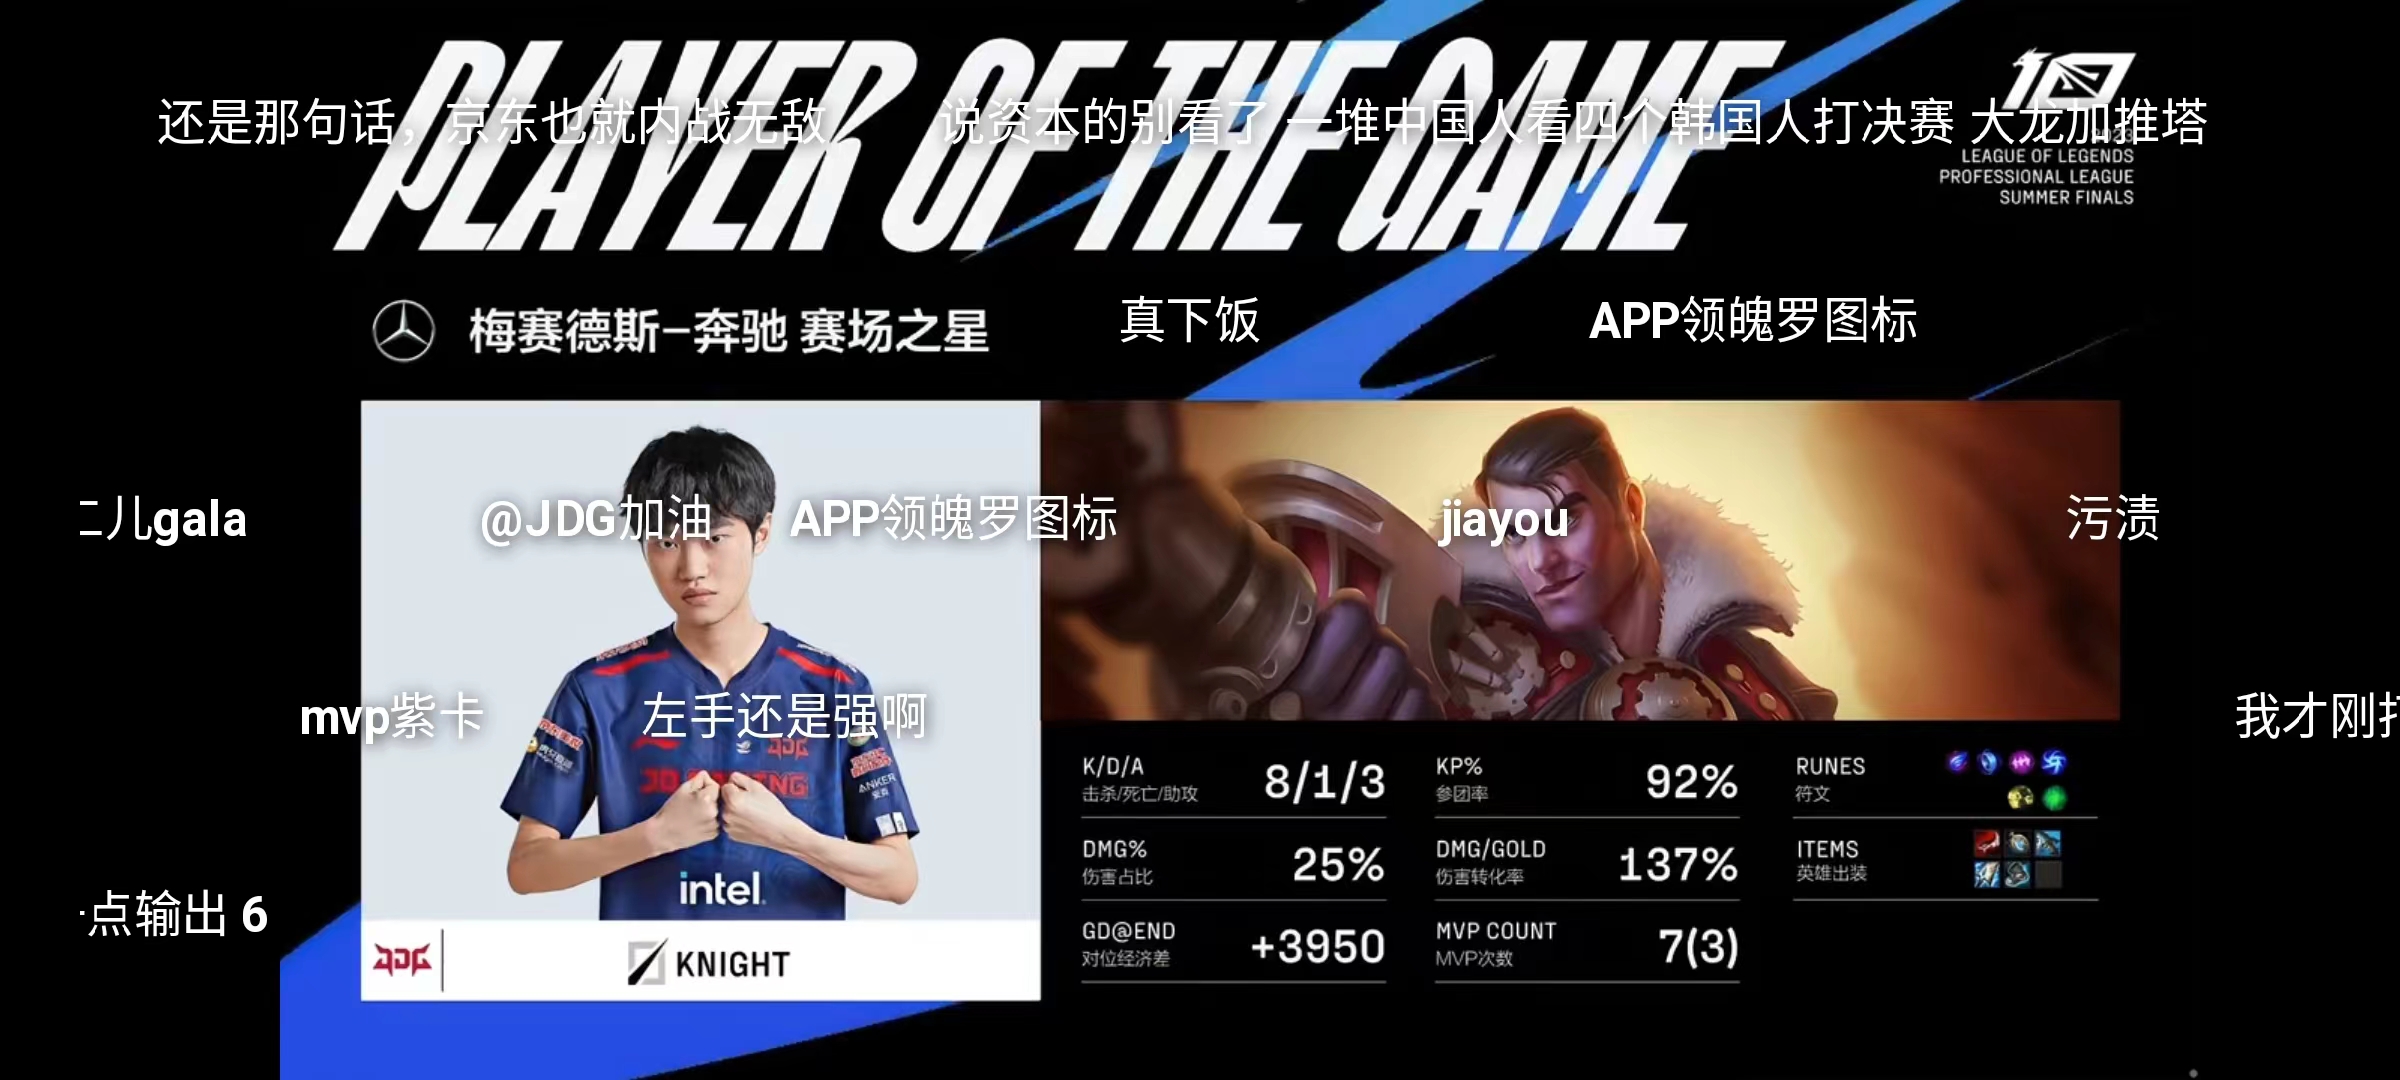 PLAYER OF THE GAME
还是那句话，京东也就内战无敌
说资本的别看了 一堆中国人看四个韩国人打决赛 大龙加推塔
LEAGUE OF LEGENDS
PROFESSIONAL LEAGUE
SUMMER FINALS
梅赛德斯-奔驰 赛场之星
真下饭
APP领魄罗图标
二儿gala
@JDG加油
APP领魄罗图标
jiayou
污渍
mvp紫卡
左手还是强啊
我才刚打
点输出 6
JD GAMING
ANKER
intel
JDG
KNIGHT
K/D/A
击杀/死亡/助攻
8/1/3
KP%
参团率
92%
RUNES
符文
DMG%
伤害占比
25%
DMG/GOLD
伤害转化率
137%
ITEMS
英雄出装
GD@END
对位经济差
+3950
MVP COUNT
MVP次数
7(3)